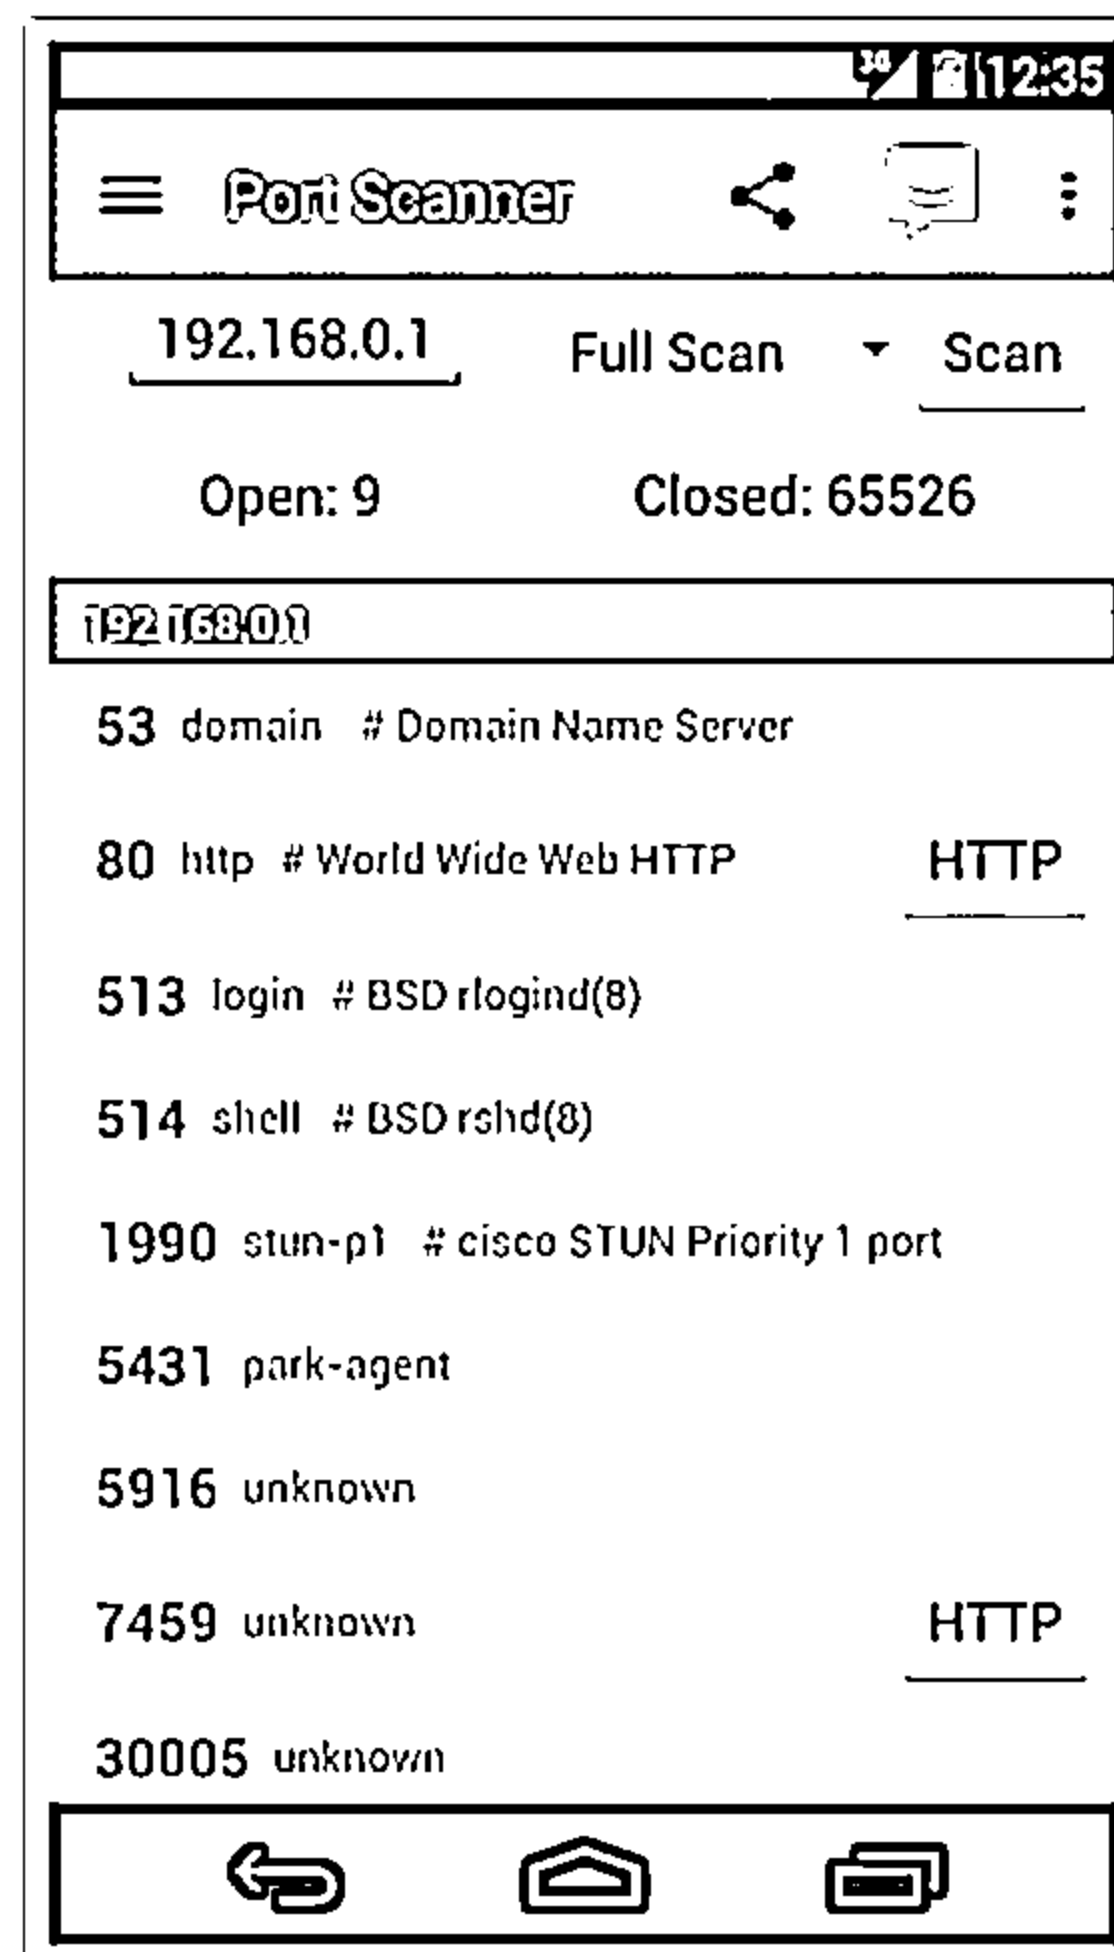 3G 12:35
Port Scanner
192.168.0.1 Full Scan Scan
Open: 9 Closed: 65526
192.168.0.1
53 domain # Domain Name Server
80 http # World Wide Web HTTP HTTP
513 login # BSD rlogind(8)
514 shell # BSD rshd(8)
1990 stun-p1 # cisco STUN Priority 1 port
5431 park-agent
5916 unknown
7459 unknown HTTP
30005 unknown